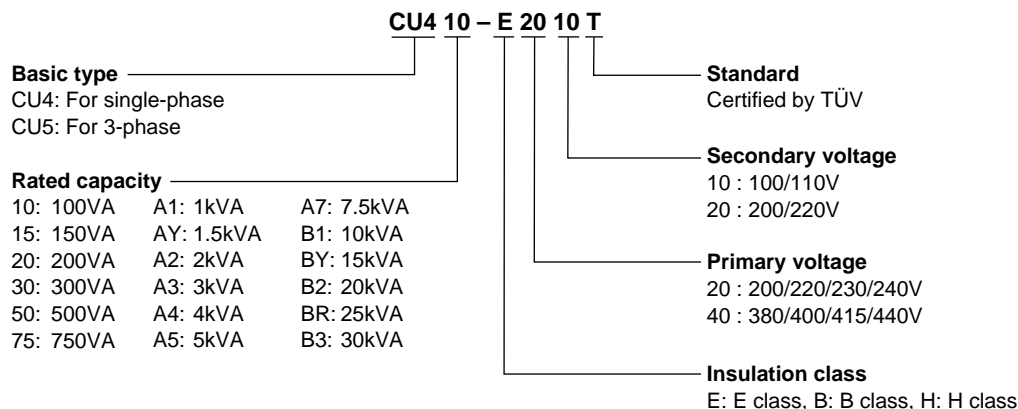 CU4 10 – E 20 10 T
Basic type
CU4: For single-phase
CU5: For 3-phase
Rated capacity
10: 100VA A1: 1kVA A7: 7.5kVA
15: 150VA AY: 1.5kVA B1: 10kVA
20: 200VA A2: 2kVA BY: 15kVA
30: 300VA A3: 3kVA B2: 20kVA
50: 500VA A4: 4kVA BR: 25kVA
75: 750VA A5: 5kVA B3: 30kVA
Standard
Certified by TÜV
Secondary voltage
10 : 100/110V
20 : 200/220V
Primary voltage
20 : 200/220/230/240V
40 : 380/400/415/440V
Insulation class
E: E class, B: B class, H: H class